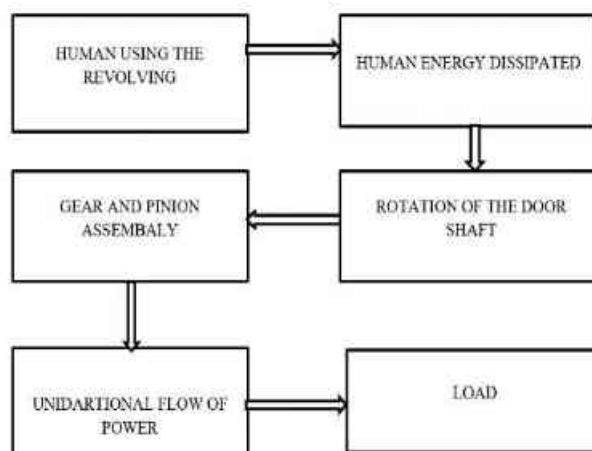 HUMAN USING THE
REVOLVING
HUMAN ENERGY DISSIPATED
GEAR AND PINION
ASSEMBALY
ROTATION OF THE DOOR
SHAFT
UNIDARTIONAL FLOW OF
POWER
LOAD